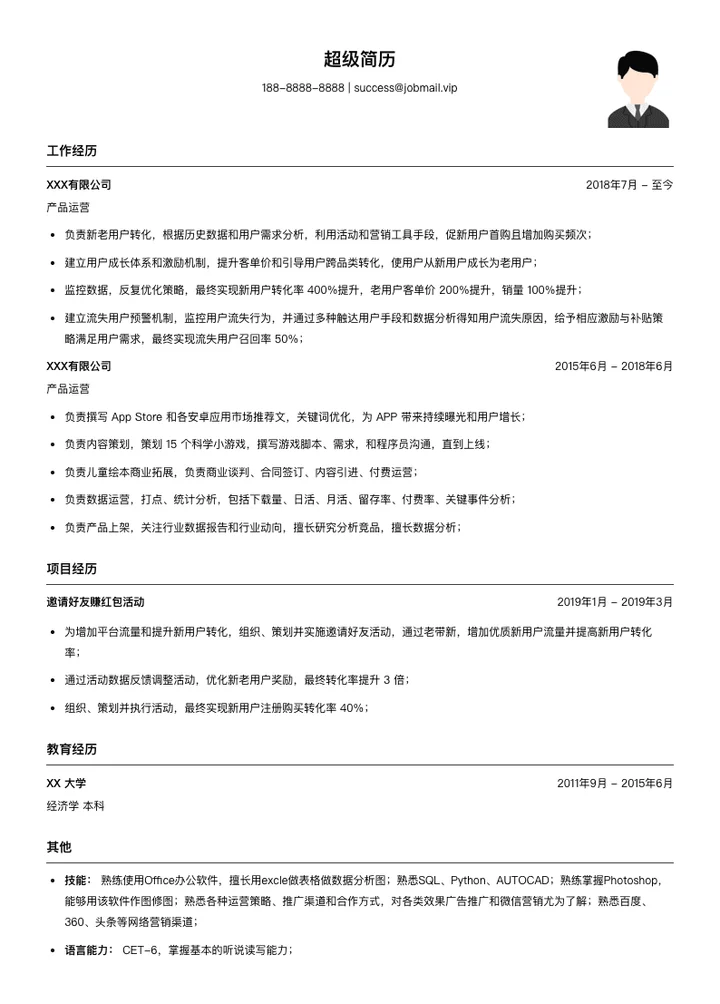 超级简历
188-8888-8888 | success@jobmail.vip
工作经历
XXX有限公司 2018年7月 – 至今
产品运营
• 负责新老用户转化，根据历史数据和用户需求分析，利用活动和营销工具手段，促新用户首购且增加购买频次；
• 建立用户成长体系和激励机制，提升客单价和引导用户跨品类转化，使用户从新用户成长为老用户；
• 监控数据，反复优化策略，最终实现新用户转化率 400%提升，老用户客单价 200%提升，销量 100%提升；
• 建立流失用户预警机制，监控用户流失行为，并通过多种触达用户手段和数据分析得知用户流失原因，给予相应激励与补贴策
略满足用户需求，最终实现流失用户召回率 50%；
XXX有限公司 2015年6月 – 2018年6月
产品运营
• 负责撰写 App Store 和各安卓应用市场推荐文，关键词优化，为 APP 带来持续曝光和用户增长；
• 负责内容策划，策划 15 个科学小游戏，撰写游戏脚本、需求，和程序员沟通，直到上线；
• 负责儿童绘本商业拓展，负责商业谈判、合同签订、内容引进、付费运营；
• 负责数据运营，打点、统计分析，包括下载量、日活、月活、留存率、付费率、关键事件分析；
• 负责产品上架，关注行业数据报告和行业动向，擅长研究分析竞品，擅长数据分析；
项目经历
邀请好友赚红包活动 2019年1月 – 2019年3月
• 为增加平台流量和提升新用户转化，组织、策划并实施邀请好友活动，通过老带新，增加优质新用户流量并提高新用户转化
率；
• 通过活动数据反馈调整活动，优化新老用户奖励，最终转化率提升 3 倍；
• 组织、策划并执行活动，最终实现新用户注册购买转化率 40%；
教育经历
XX 大学 2011年9月 – 2015年6月
经济学 本科
其他
• 技能： 熟练使用Office办公软件，擅长用excle做表格做数据分析图；熟悉SQL、Python、AUTOCAD；熟练掌握Photoshop，
能够用该软件作图修图；熟悉各种运营策略、推广渠道和合作方式，对各类效果广告推广和微信营销尤为了解；熟悉百度、
360、头条等网络营销渠道；
• 语言能力： CET-6，掌握基本的听说读写能力；